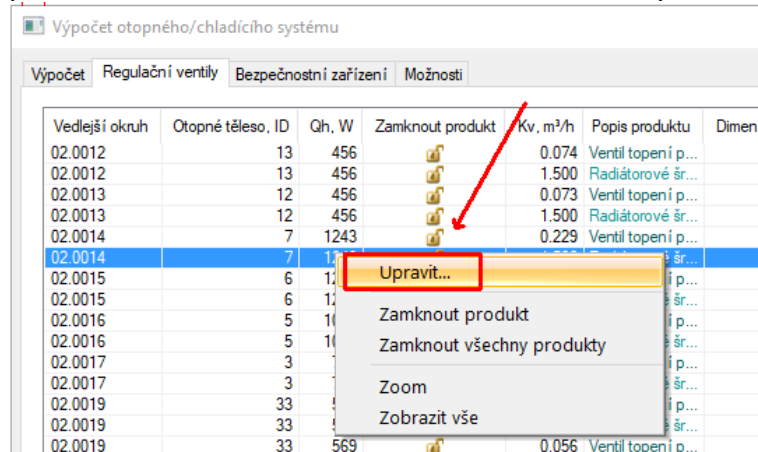 Výpočet otopného/chladícího systému
Výpočet Regulační ventily Bezpečnostní zařízení Možnosti
Vedlejší okruh Otopné těleso, ID Qh, W Zamknout produkt Kv, m³/h Popis produktu Dimen
02.0012 13 456 0.074 Ventil topení p...
02.0012 13 456 1.500 Radiátorové šr...
02.0013 12 456 0.073 Ventil topení p...
02.0013 12 456 1.500 Radiátorové šr...
02.0014 7 1243 0.229 Ventil topení p...
02.0014 7 šr...
Upravit...
02.0015 6 í p...
02.0015 6 šr...
02.0016 5 í p...
Zamknout produkt
02.0016 5 šr...
Zamknout všechny produkty
02.0017 3 í p...
02.0017 3 šr...
Zoom
02.0019 33 í p...
02.0019 33 šr...
Zobrazit vše
02.0019 33 569 0.056 Ventil topení p...